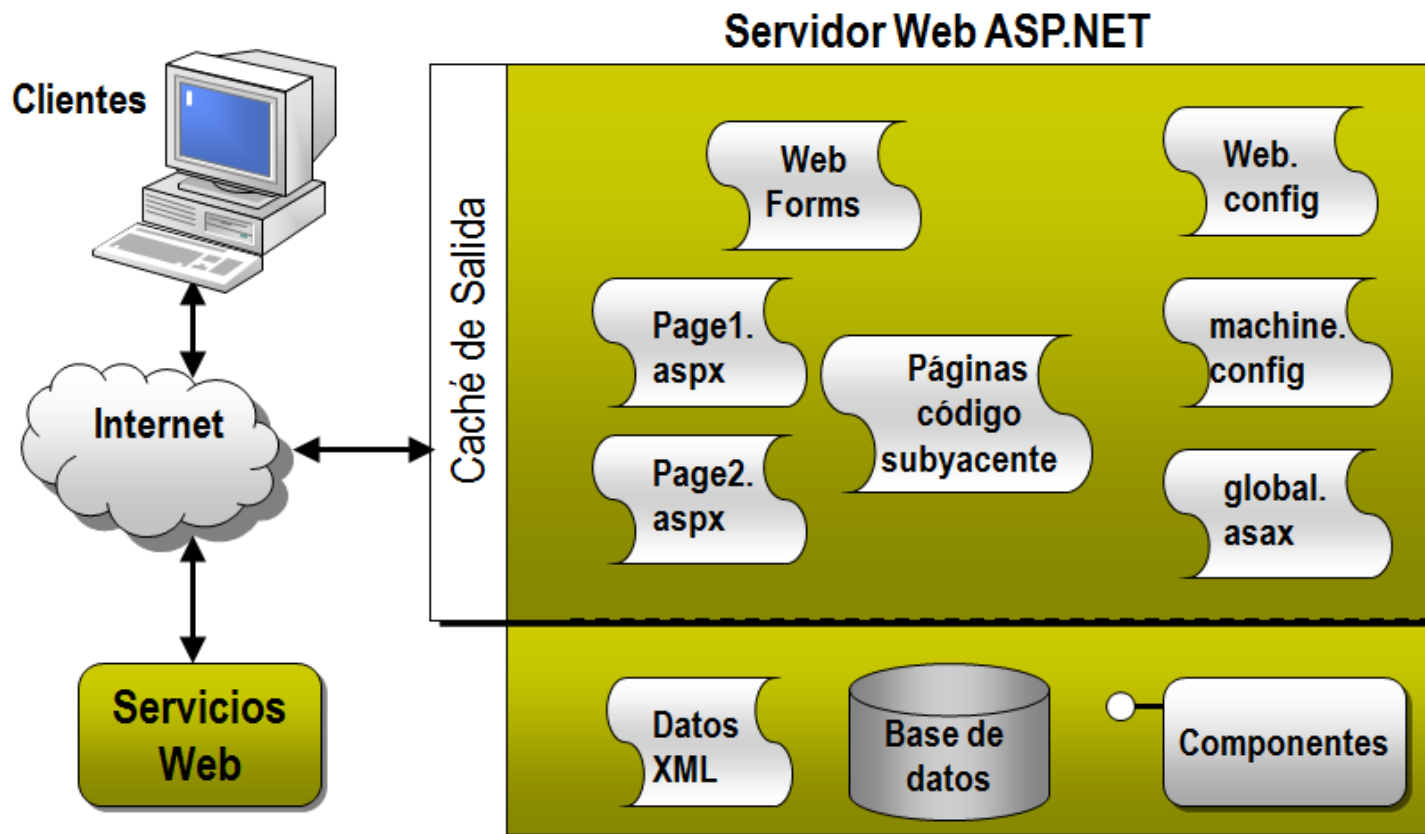 Servidor Web ASP.NET
Clientes
Internet
Servicios
Web
Caché de Salida
Web
Forms
Web.
config
Page1.
aspx
Páginas
código
subyacente
machine.
config
Page2.
aspx
global.
asax
Datos
XML
Base de
datos
Componentes